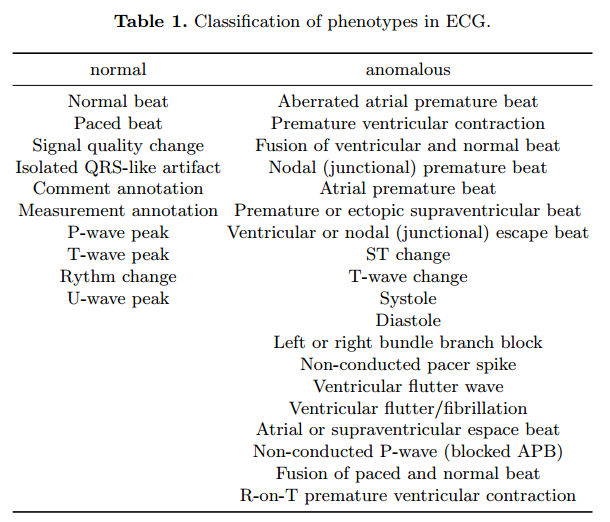 Table 1. Classification of phenotypes in ECG.
normal anomalous
Normal beat Aberrated atrial premature beat
Paced beat Premature ventricular contraction
Signal quality change Fusion of ventricular and normal beat
Isolated QRS-like artifact Nodal (junctional) premature beat
Comment annotation Atrial premature beat
Measurement annotation Premature or ectopic supraventricular beat
P-wave peak Ventricular or nodal (junctional) escape beat
T-wave peak ST change
Rythm change T-wave change
U-wave peak Systole
Diastole
Left or right bundle branch block
Non-conducted pacer spike
Ventricular flutter wave
Ventricular flutter/fibrillation
Atrial or supraventricular espace beat
Non-conducted P-wave (blocked APB)
Fusion of paced and normal beat
R-on-T premature ventricular contraction